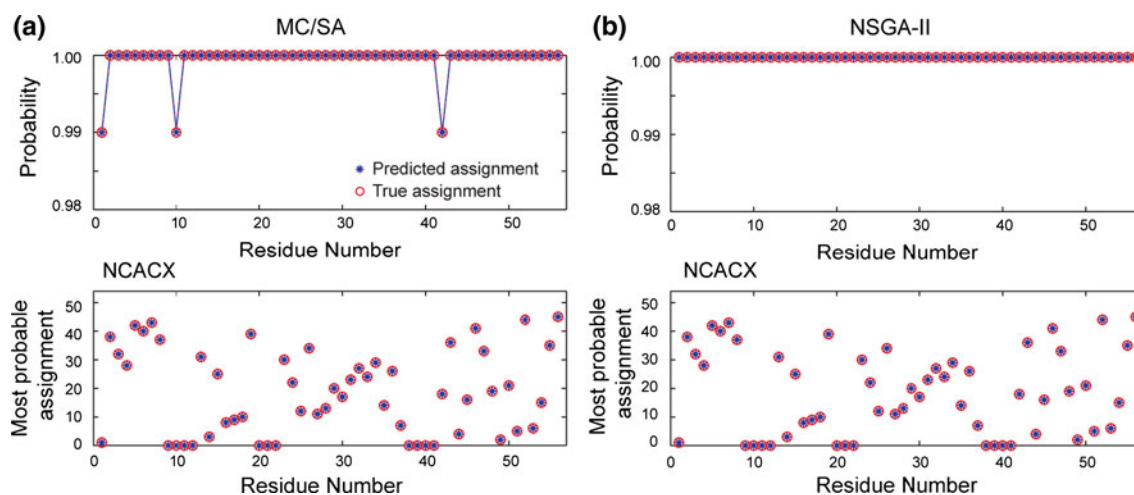 (a)
MC/SA
Probability
1.00
0.99
0.98
Predicted assignment
True assignment
0 10 20 30 40 50
Residue Number
NCACX
Most probable
assignment
50
40
30
20
10
0
0 10 20 30 40 50
Residue Number
(b)
NSGA-II
Probability
1.00
0.99
0.98
0 10 20 30 40 50
Residue Number
NCACX
Most probable
assignment
50
40
30
20
10
0
0 10 20 30 40 50
Residue Number